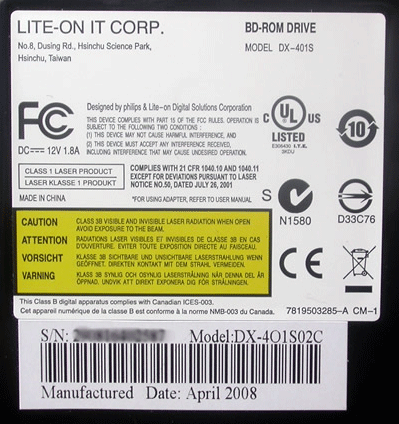 LITE-ON IT CORP.
No.8, Dusing Rd., Hsinchu Science Park,
Hsinchu, Taiwan
BD-ROM DRIVE
MODEL DX-401S
FC
DC 12V 1.8A
Designed by philips & Lite-on Digital Solutions Corporation
THIS DEVICE COMPLIES WITH PART 15 OF THE FCC RULES. OPERATION IS
SUBJECT TO THE FOLLOWING TWO CONDITIONS :
(1) THIS DEVICE MAY NOT CAUSE HARMFUL INTERFERENCE, AND
(2) THIS DEVICE MUST ACCEPT ANY INTERFERENCE RECEIVED,
INCLUDING INTERFERENCE THAT MAY CAUSE UNDESIRED OPERATION.
C UL US
LISTED
E309430 I.T.E.
3KDU
10
CLASS 1 LASER PRODUCT
LASER KLASSE 1 PRODUKT
COMPLIES WITH 21 CFR 1040.10 AND 1040.11
EXCEPT FOR DEVIATIONS PURSUANT TO LASER
NOTICE NO.50, DATED JULY 26, 2001
MADE IN CHINA
*FOR USING ADAPTER, REFER TO USER MANUAL
S
N1580
D33C76
CAUTION CLASS 3B VISIBLE AND INVISIBLE LASER RADIATION WHEN OPEN
AVOID EXPOSURE TO THE BEAM.
ATTENTION RADIATIONS LASER VISIBLES ET INVISIBLES DE CLASSE 3B EN CAS
D'OUVERTURE. EVITER TOUTE EXPOSITION DIRECTE AU FAISCEAU.
VORSICHT KLASSE 3B SICHTBARE UND UNSICHTBARE LASERSTRAHLUNG WENN
GEÖFFNET. DIREKTEN KONTAKT MIT DEM STRAHL VERMEIDEN.
VARNING KLASS 3B SYNLIG OCH OSYNLIG LASERSTRÅLNING NÄR DENNA DEL ÄR
ÖPPNAD. UNDVIK ATT DIREKT EXPONERA DIG FÖR STRÅLNING.
CE
This Class B digital apparatus complies with Canadian ICES-003.
Cet appareil numérique de la classe B est conforme à la norme NMB-003 du Canada.
7819503285-A CM-1
S/N: Model:DX-4O1S02C
Manufactured Date: April 2008